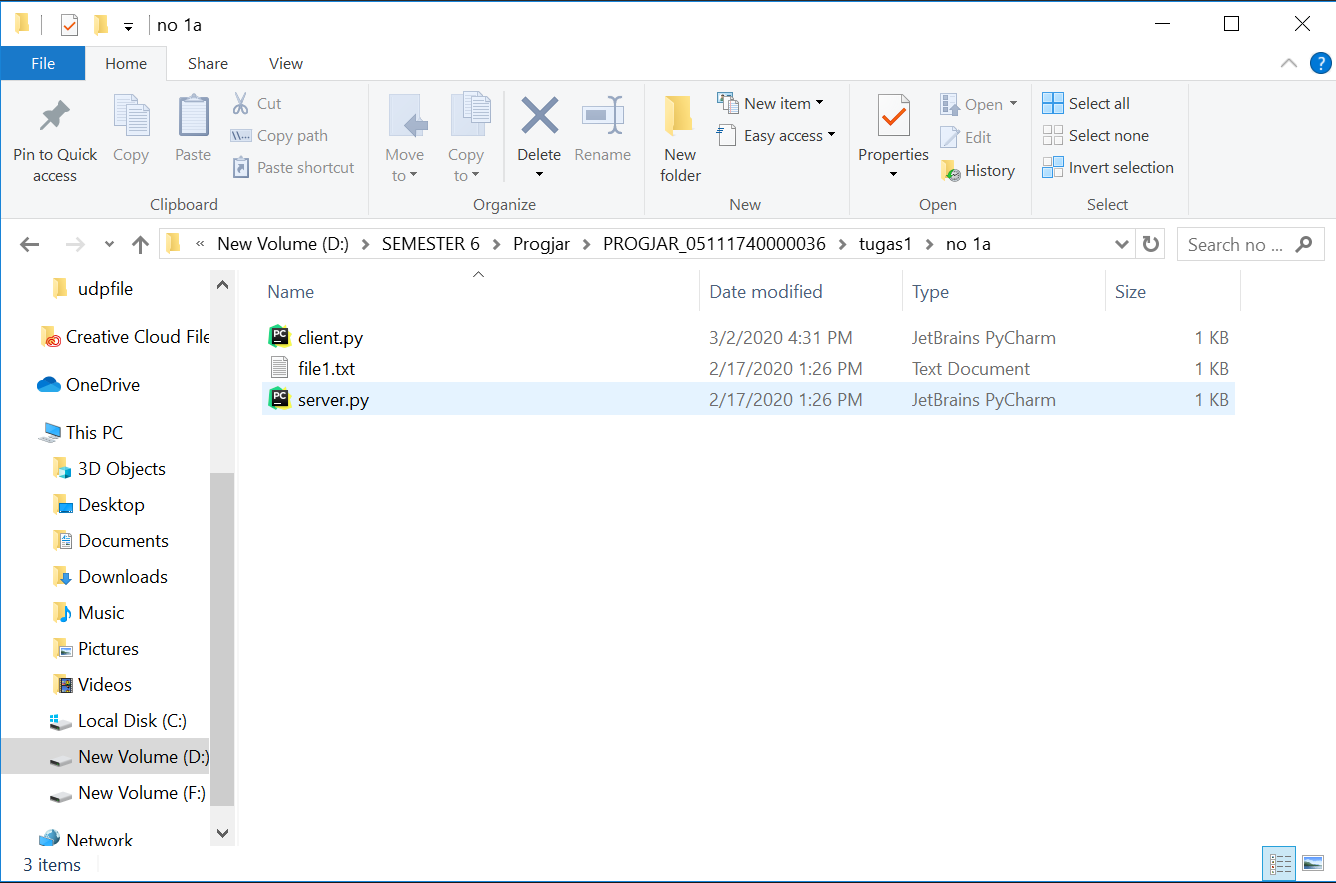 no 1a
File Home Share View
Pin to Quick access
Copy
Paste
Cut
Copy path
Paste shortcut
Clipboard
Move to
Copy to
Delete
Rename
Organize
New folder
New item
Easy access
New
Properties
Open
Edit
History
Open
Select all
Select none
Invert selection
Select
« New Volume (D:) > SEMESTER 6 > Progjar > PROGJAR_05111740000036 > tugas1 > no 1a
Search no ...
udpfile
Creative Cloud File
OneDrive
This PC
3D Objects
Desktop
Documents
Downloads
Music
Pictures
Videos
Local Disk (C:)
New Volume (D:)
New Volume (F:)
Network
Name Date modified Type Size
client.py 3/2/2020 4:31 PM JetBrains PyCharm 1 KB
file1.txt 2/17/2020 1:26 PM Text Document 1 KB
server.py 2/17/2020 1:26 PM JetBrains PyCharm 1 KB
3 items